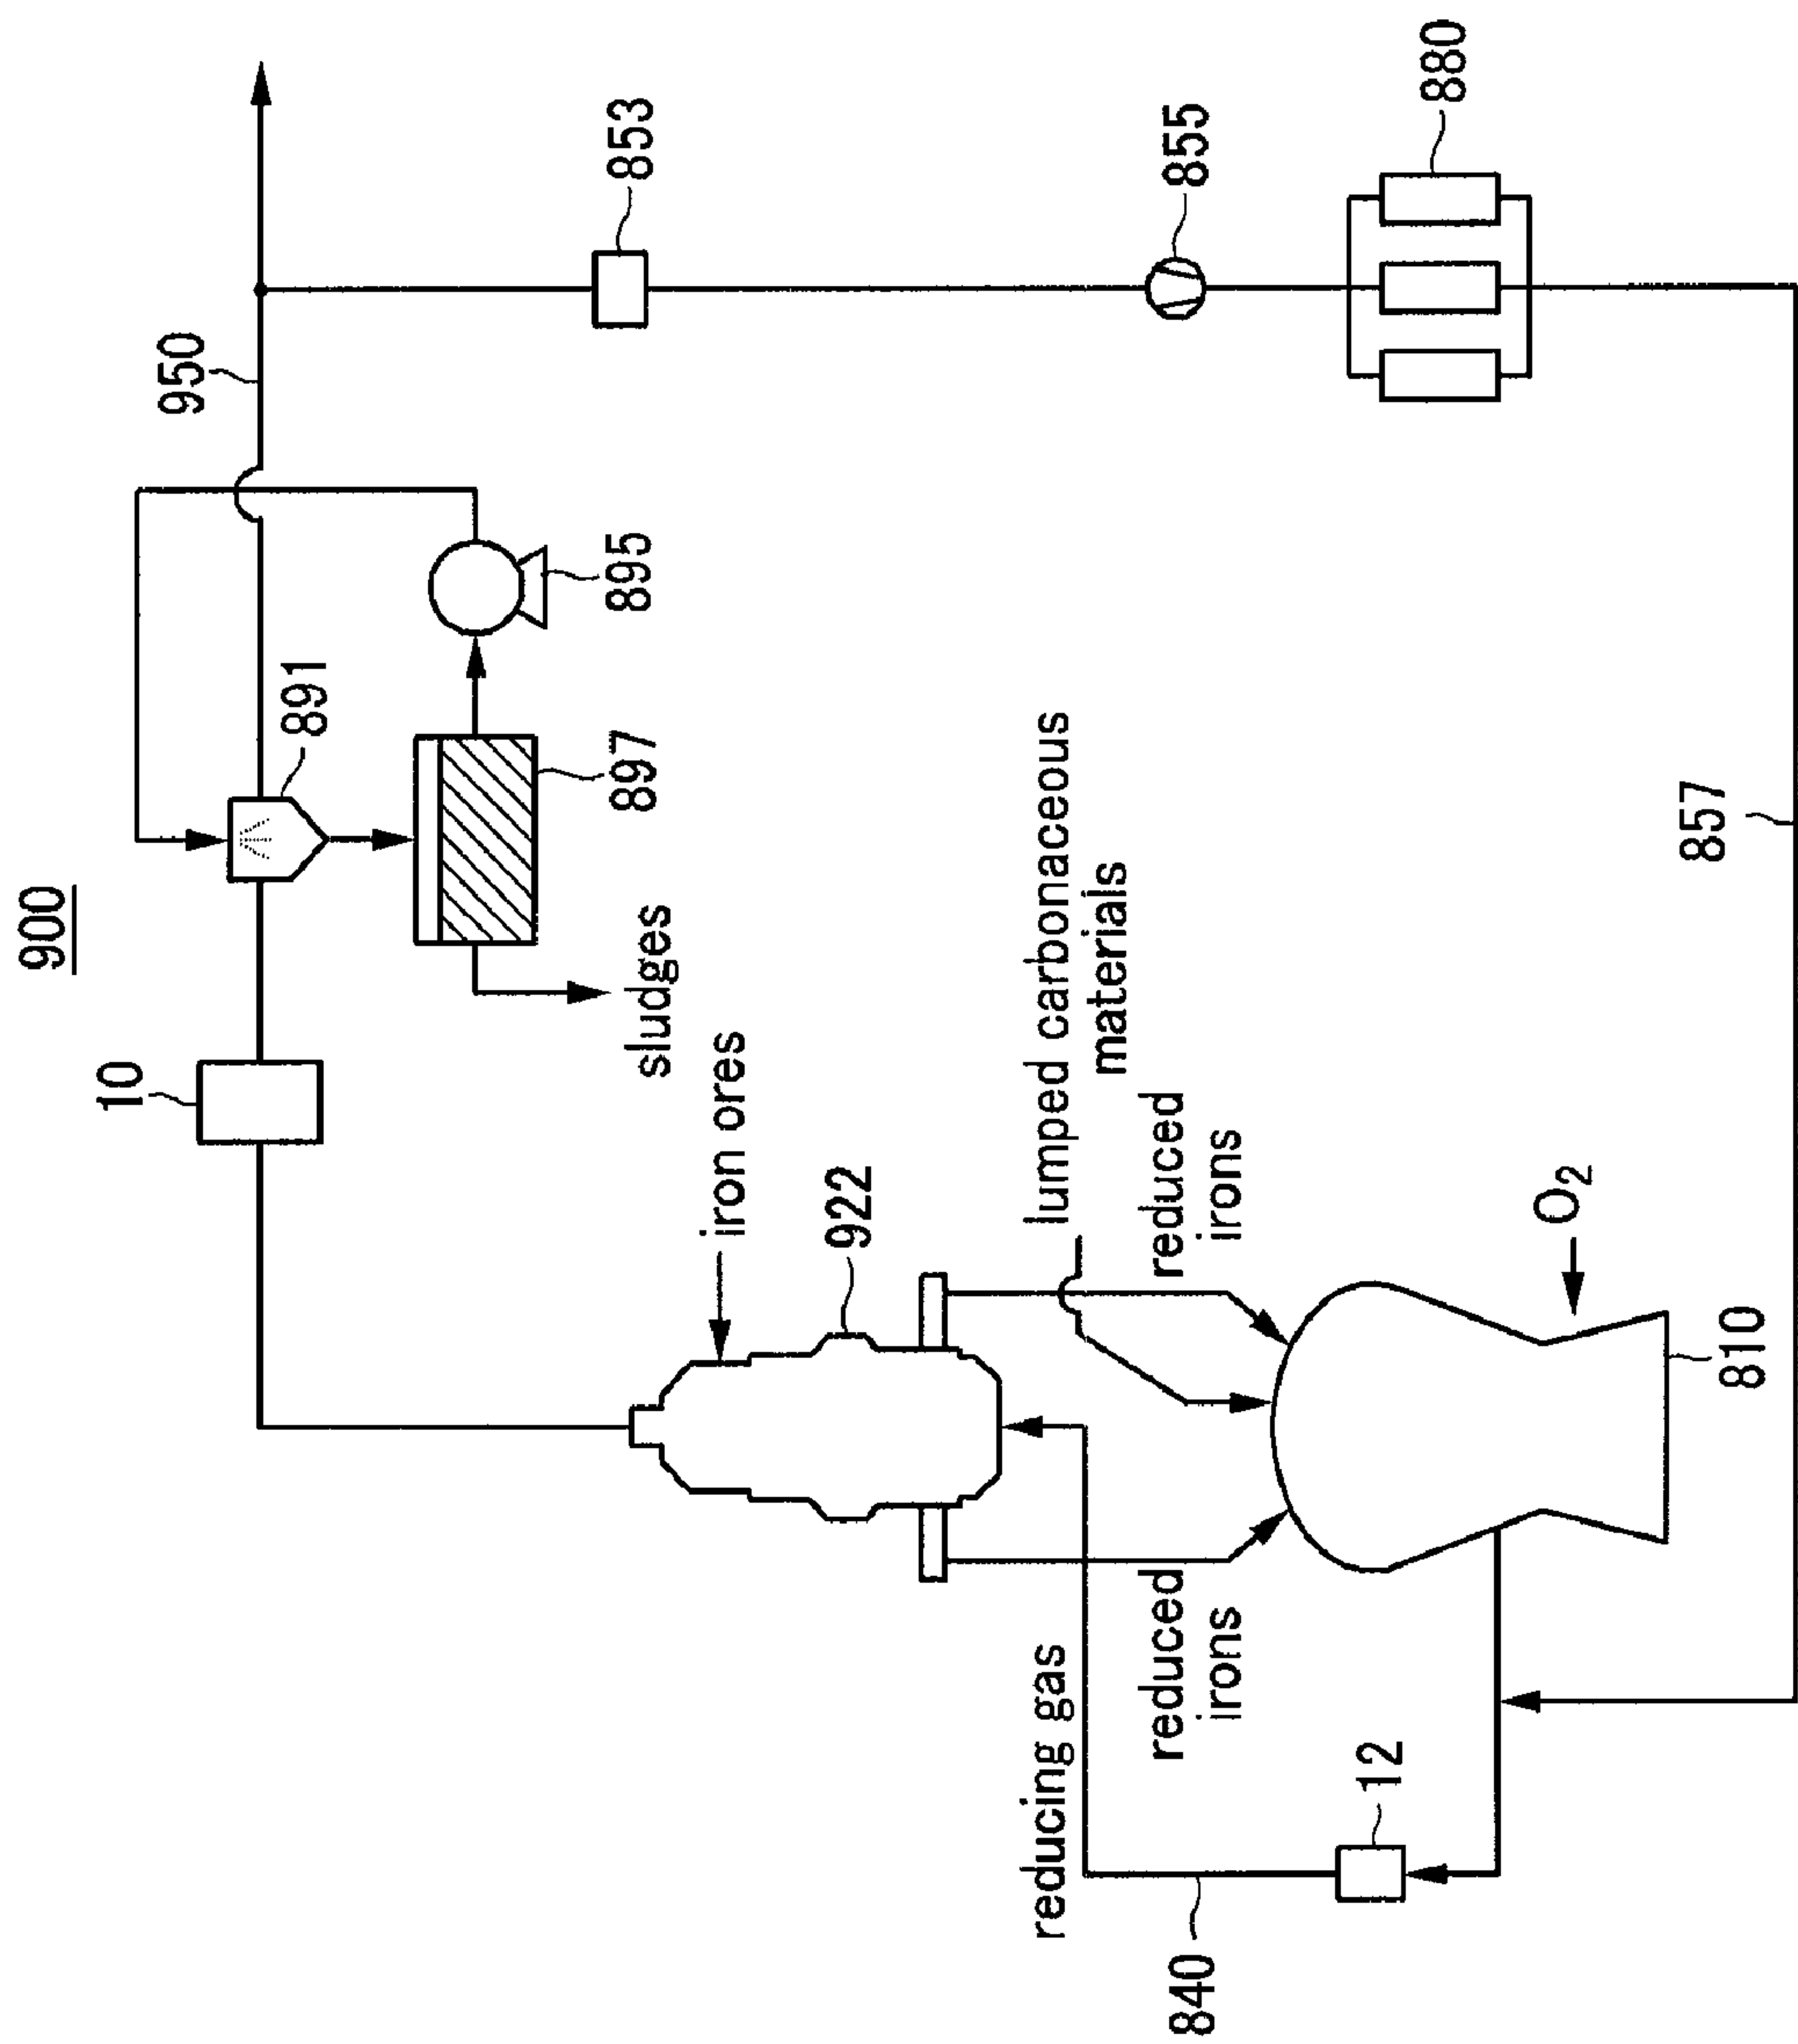 900
10
891
950
853
855
880
895
897
sludges
iron ores
922
lumped carbonaceous
materials
reduced
irons
O2
810
857
reducing gas
reduced
irons
12
840